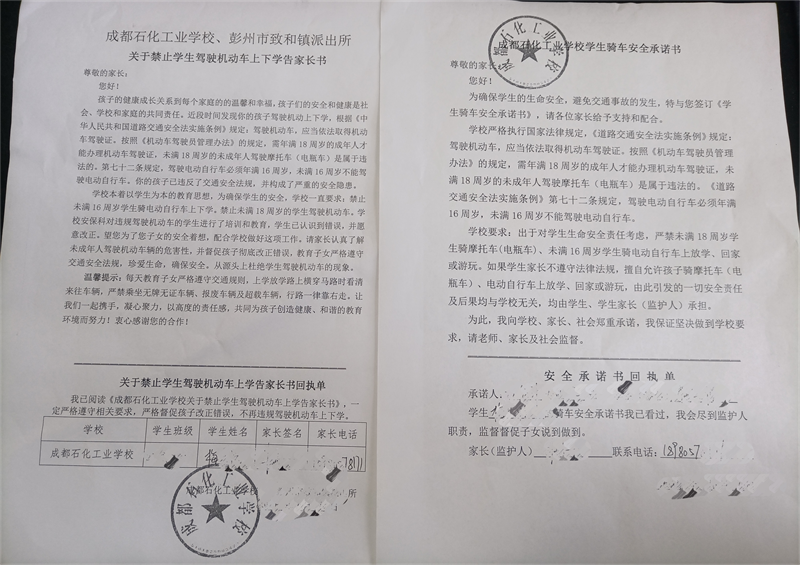 成都石化工业学校、彭州市致和镇派出所
关于禁止学生驾驶机动车上下学告家长书
尊敬的家长：
您好！
孩子的健康成长关系到每个家庭的的温馨和幸福，孩子们的安全和健康是社
会、学校和家庭的共同责任。近段时间发现你的孩子驾驶机动上下学，根据《中
华人民共和国道路交通安全法实施条例》规定：驾驶机动车，应当依法取得机动
车驾驶证。按照《机动车驾驶员管理办法》的规定，需年满 18 周岁的成年人才
能办理机动车驾驶证，未满 18 周岁的未成年人驾驶摩托车（电瓶车）是属于违
法的。第七十二条规定，驾驶电动自行车必须年满 16 周岁，未满 16 周岁不能驾
驶电动自行车。你的孩子已违反了交通安全法规，并构成了严重的安全隐患。
学校本着以学生为本的教育思想，为确保学生的安全，学校一直要求：禁止
未满 16 周岁学生骑电动自行车上下学。禁止未满 18 周岁的学生驾驶机动车。学
校安保科对违规驾驶机动车的学生进行了培训和教育，学生已认识到错误，并愿
意改正。望您为了您子女的安全着想，配合学校做好这项工作。请家长认真了解
未成年人驾驶机动车辆的危害性，并督促孩子彻底改正错误，教育子女严格遵守
交通安全法规，珍爱生命，确保安全。从源头上杜绝学生驾驶机动车的现象。
温馨提示：每天教育子女严格遵守交通规则，上学放学路上横穿马路时看清
来往车辆，严禁乘坐无牌无证车辆、报废车辆及超载车辆，行路一律靠右走。让
我们一起携手，凝心聚力，以高度的责任感，共同为孩子创造健康、和谐的教育
环境而努力！衷心感谢您的合作！
关于禁止学生驾驶机动车上学告家长书回执单
我已阅读《成都石化工业学校关于禁止学生驾驶机动车上学告家长书》，一
定严格遵守相关要求，严格督促孩子改正错误，不再违规驾驶机动车上下学。
学校 学生班级 学生姓名 家长签名 家长电话
成都石化工业学校
成都石化工业学校 所
成都石化工业学校
成都石化工业学校
成都石化工业学校学生骑车安全承诺书
尊敬的家长：
您好！
为确保学生的生命安全，避免交通事故的发生，特与您签订《学
生骑车安全承诺书》，请各位家长给予支持和配合。
学校严格执行国家法律规定，《道路交通安全法实施条例》规定：
驾驶机动车，应当依法取得机动车驾驶证。按照《机动车驾驶员管理
办法》的规定，需年满 18 周岁的成年人才能办理机动车驾驶证，未
满 18 周岁的未成年人驾驶摩托车（电瓶车）是属于违法的。《道路
交通安全法实施条例》第七十二条规定，驾驶电动自行车必须年满
16 周岁，未满 16 周岁不能驾驶电动自行车。
学校要求：出于对学生生命安全责任考虑，严禁未满 18 周岁学
生骑摩托车(电瓶车)、未满 16 周岁学生骑电动自行车上放学、回家
或游玩。如果学生家长不遵守法律法规，擅自允许孩子骑摩托车（电
瓶车）、电动自行车上放学、回家或游玩，由此引发的一切安全责任
及后果均与学校无关，均由学生、学生家长（监护人）承担。
为此，我向学校、家长、社会郑重承诺，我保证坚决做到学校要
求，请老师、家长及社会监督。
安全承诺书回执单
承诺人
学生 骑车安全承诺书我已看过，我会尽到监护人
职责，监督督促子女说到做到。
家长（监护人） 联系电话：